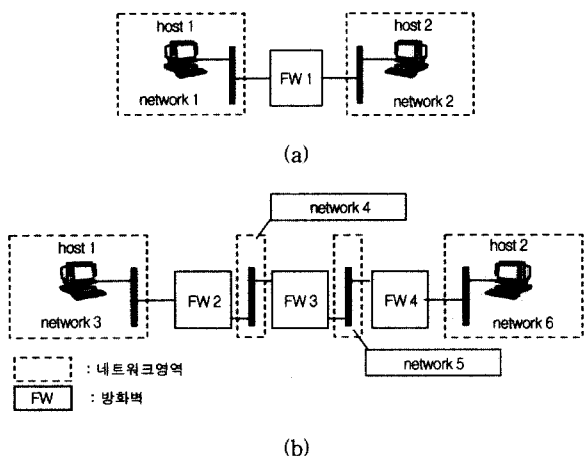 host 1
host 2
FW 1
network 1
network 2
(a)
network 4
host 1
host 2
FW 2
FW 3
FW 4
network 3
network 6
network 5
: 네트워크영역
FW : 방화벽
(b)